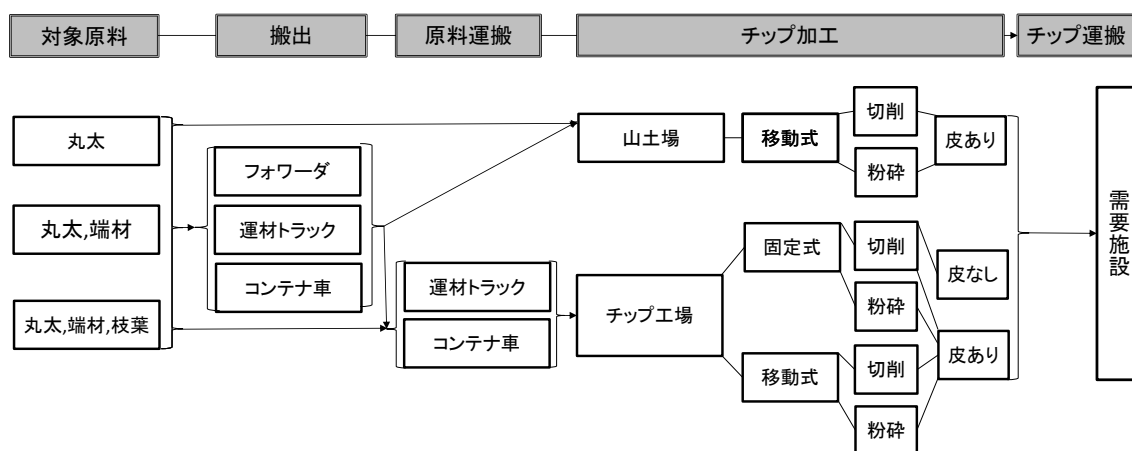 対象原料
搬出
原料運搬
チップ加工
チップ運搬
丸太
丸太,端材
丸太,端材,枝葉
フォワーダ
運材トラック
コンテナ車
運材トラック
コンテナ車
山土場
移動式
切削
粉砕
皮あり
チップ工場
固定式
切削
粉砕
皮なし
移動式
切削
粉砕
皮あり
需要施設